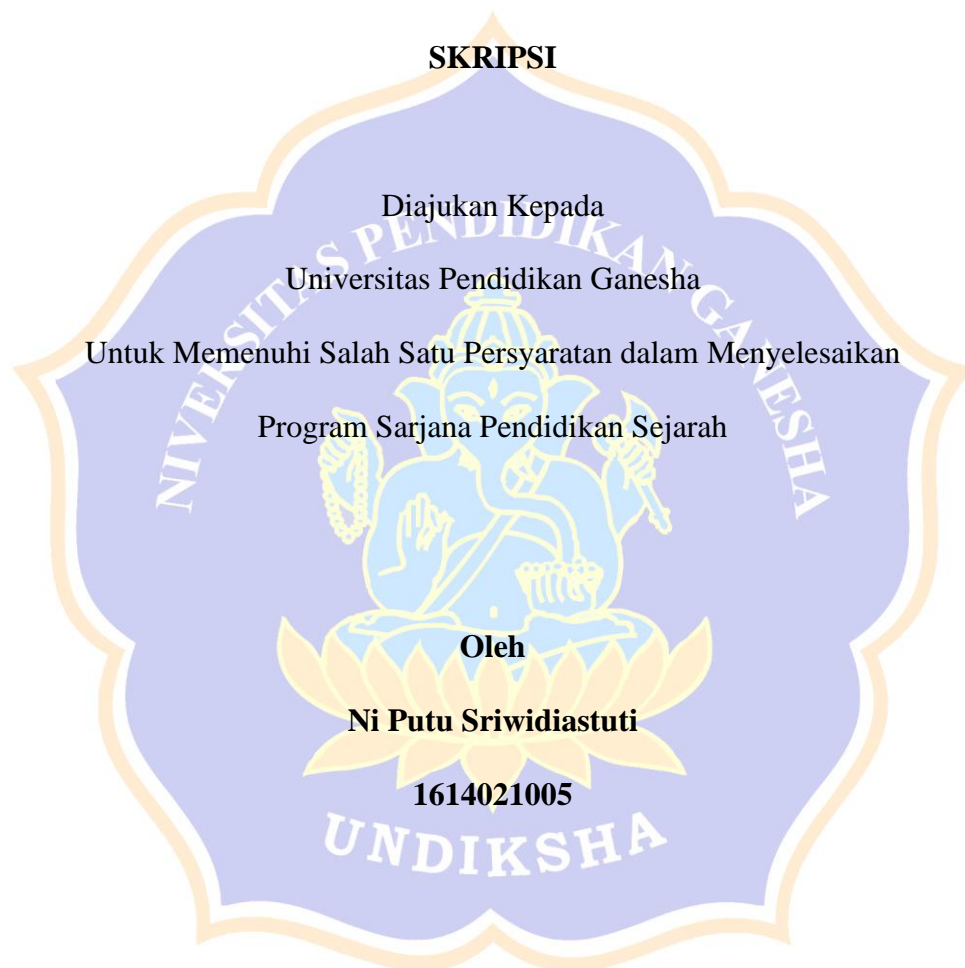 SKRIPSI
Diajukan Kepada
Universitas Pendidikan Ganesha
Untuk Memenuhi Salah Satu Persyaratan dalam Menyelesaikan
Program Sarjana Pendidikan Sejarah
Oleh
Ni Putu Sriwidiastuti
1614021005
NIVERSITAS PENDIDIKAN GANESHA
UNDIKSHA